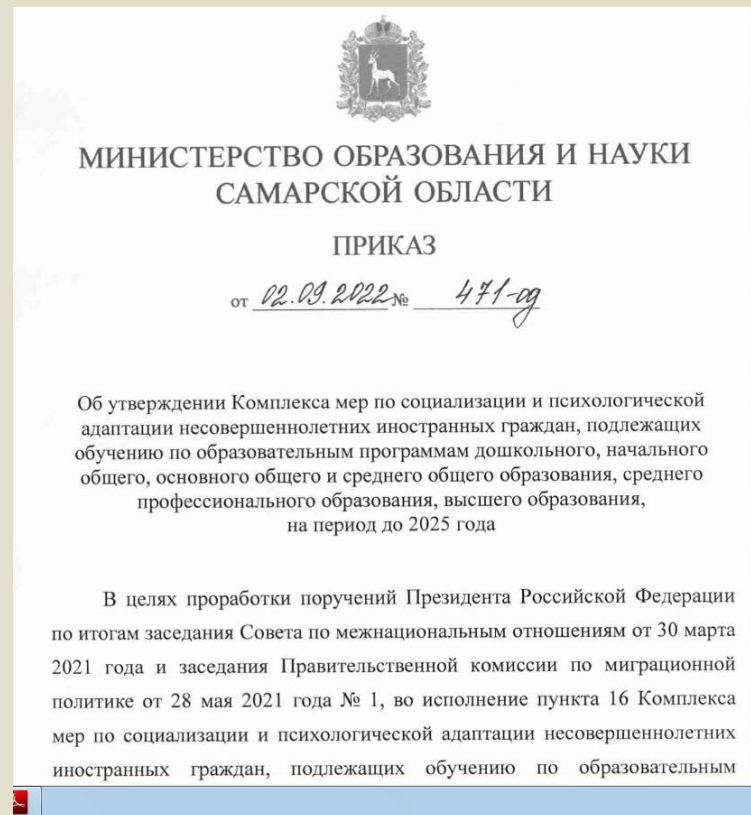 МИНИСТЕРСТВО ОБРАЗОВАНИЯ И НАУКИ
САМАРСКОЙ ОБЛАСТИ
ПРИКАЗ
от 02.09.2022 № 471-од
Об утверждении Комплекса мер по социализации и психологической
адаптации несовершеннолетних иностранных граждан, подлежащих
обучению по образовательным программам дошкольного, начального
общего, основного общего и среднего общего образования, среднего
профессионального образования, высшего образования,
на период до 2025 года
В целях проработки поручений Президента Российской Федерации
по итогам заседания Совета по межнациональным отношениям от 30 марта
2021 года и заседания Правительственной комиссии по миграционной
политике от 28 мая 2021 года № 1, во исполнение пункта 16 Комплекса
мер по социализации и психологической адаптации несовершеннолетних
иностранных граждан, подлежащих обучению по образовательным